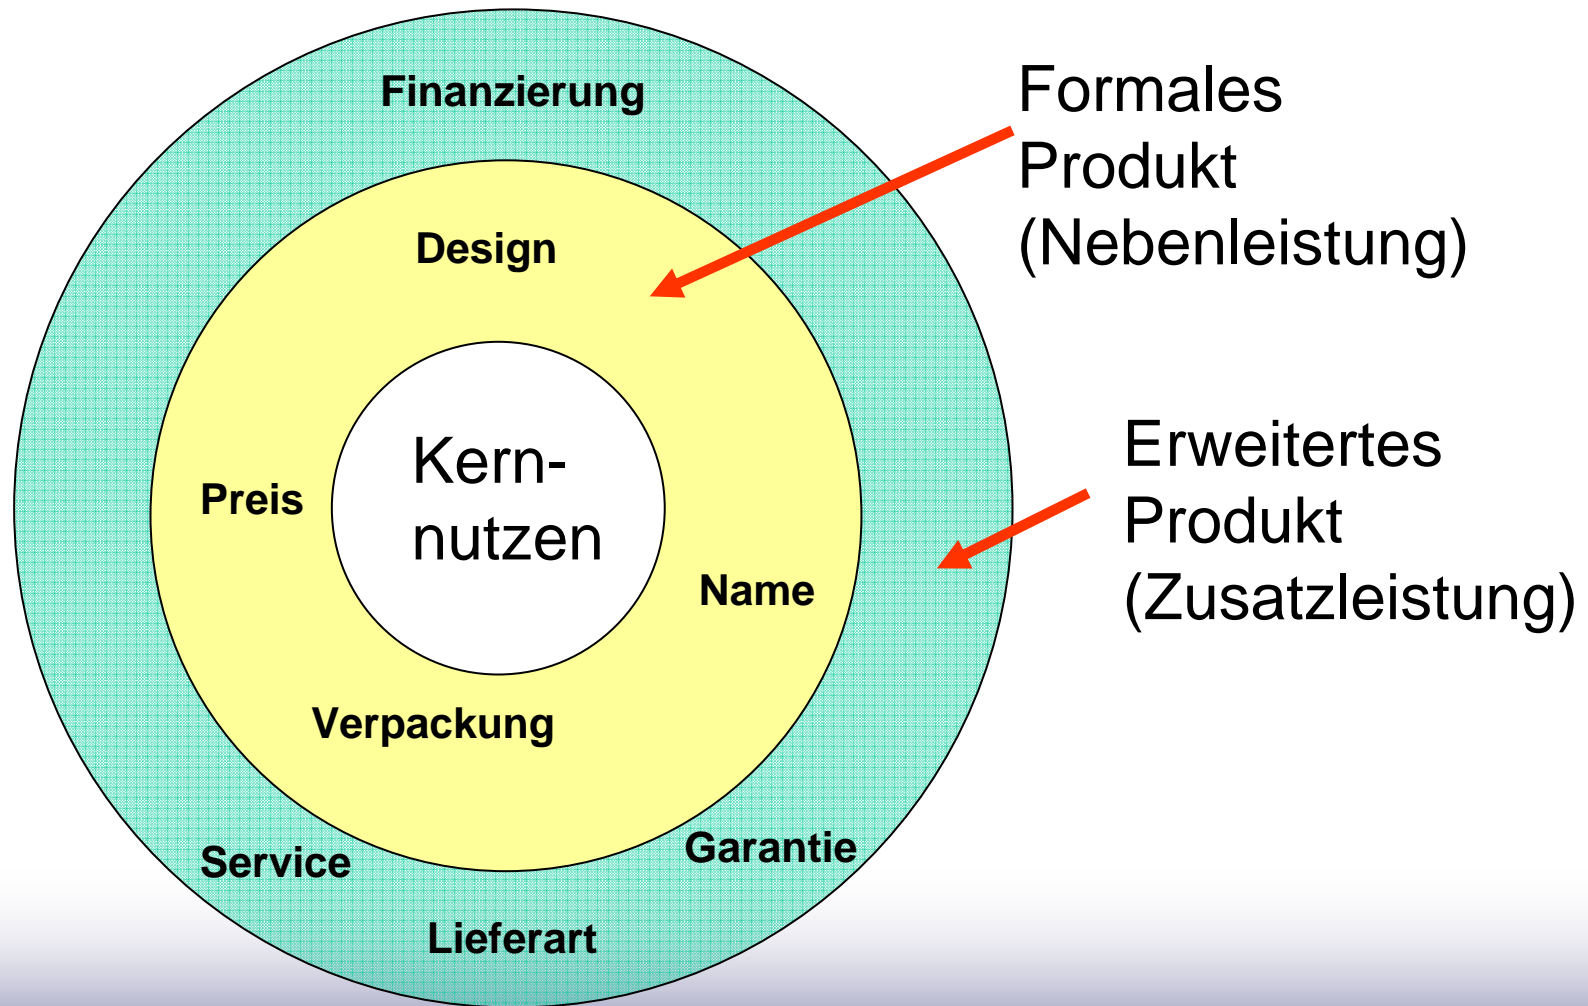 Finanzierung
Formales
Produkt
(Nebenleistung)
Design
Kern-
nutzen
Preis
Name
Verpackung
Erweitertes
Produkt
(Zusatzleistung)
Service
Garantie
Lieferart